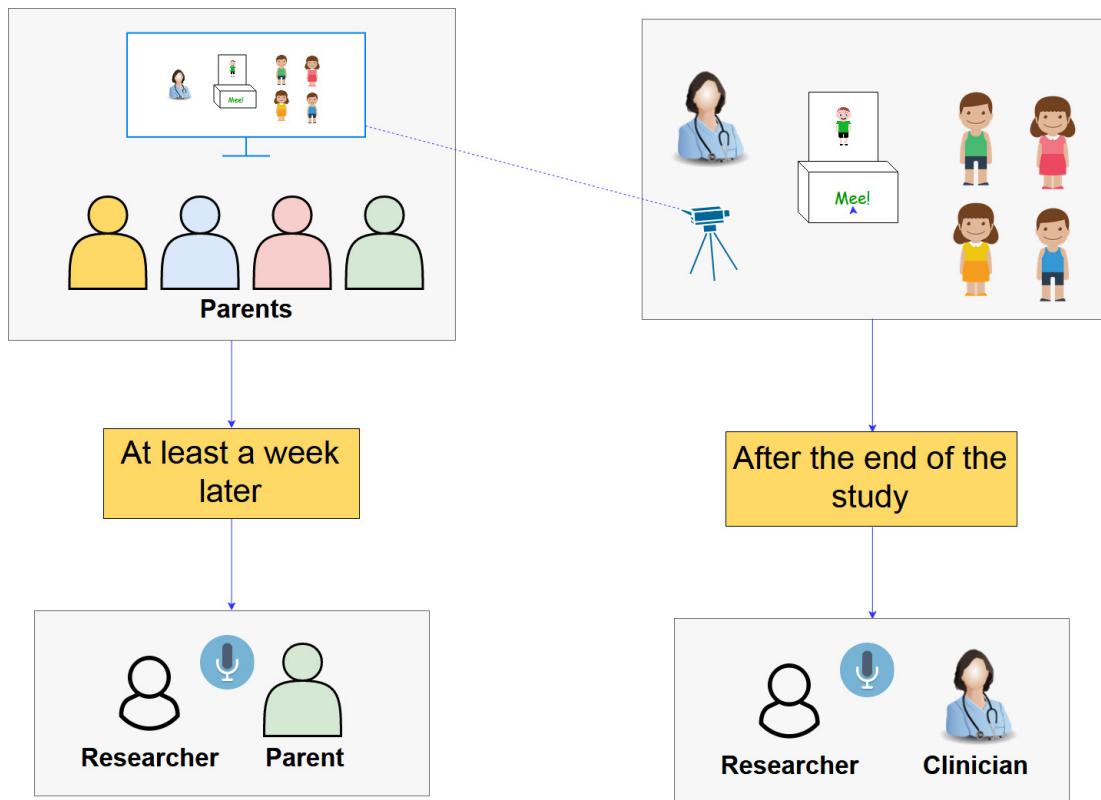 Mee!
Mee!
Parents
At least a week
later
After the end of the
study
Researcher
Parent
Researcher
Clinician